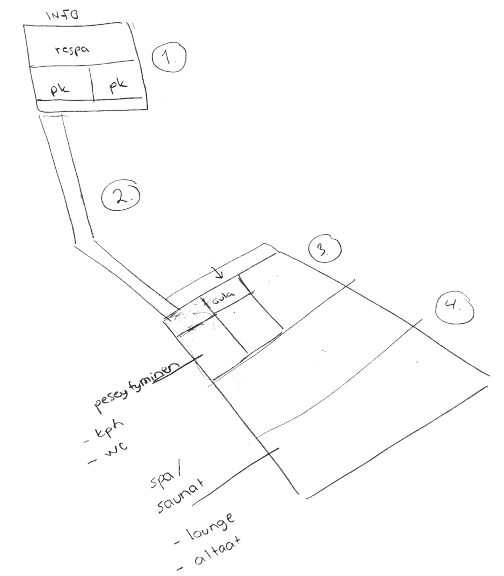 INFO
respa
1.
pk
pk
2.
3.
aula
4.
peseytyminen
- kph
- wc
spa/
saunat
- lounge
- altaat